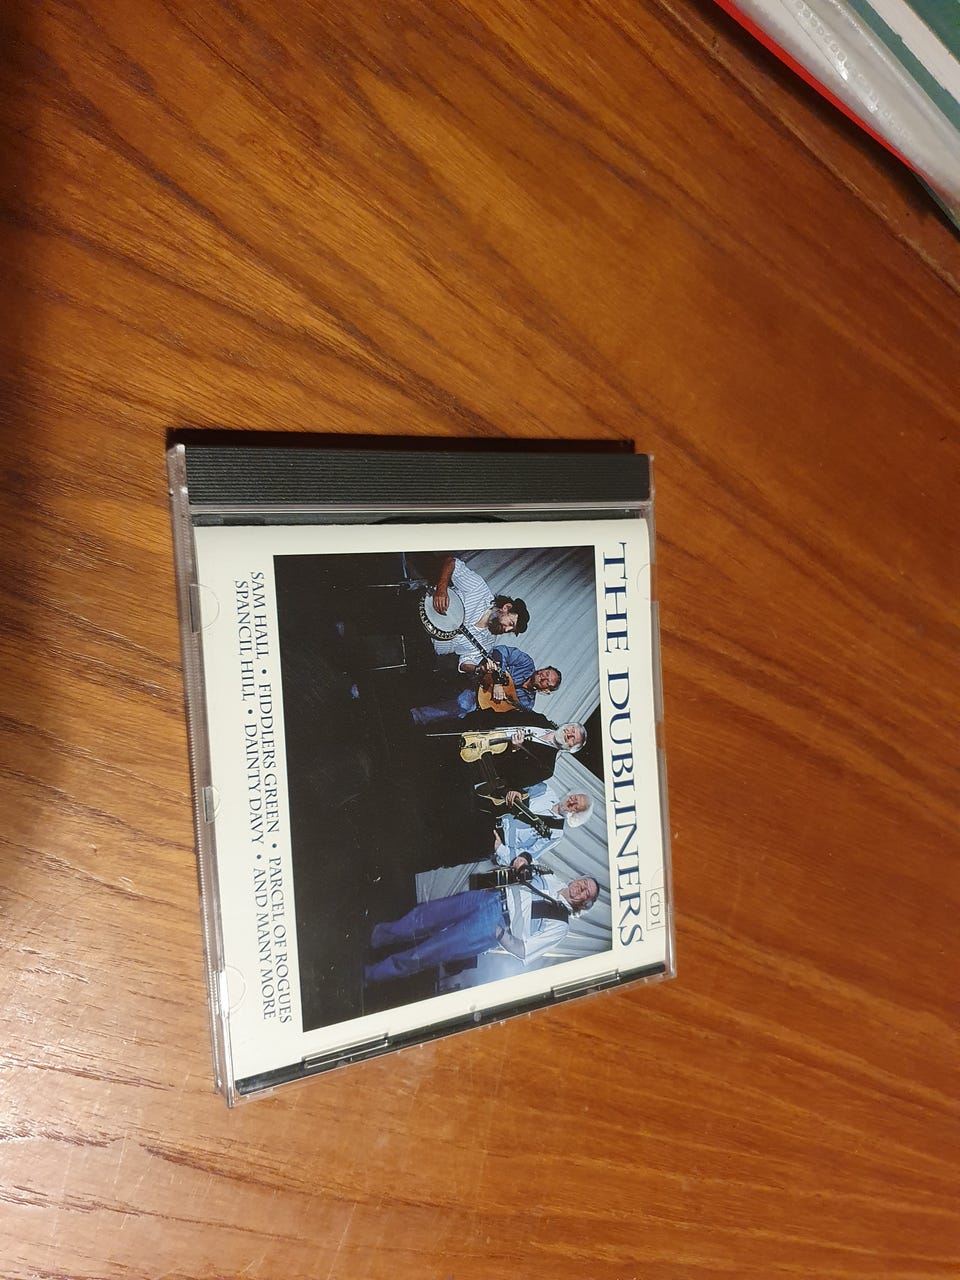 CD1
THE DUBLINERS
SAM HALL • FIDDLERS GREEN • PARCEL OF ROGUES
SPANCIL HILL • DAINTY DAVY • AND MANY MORE